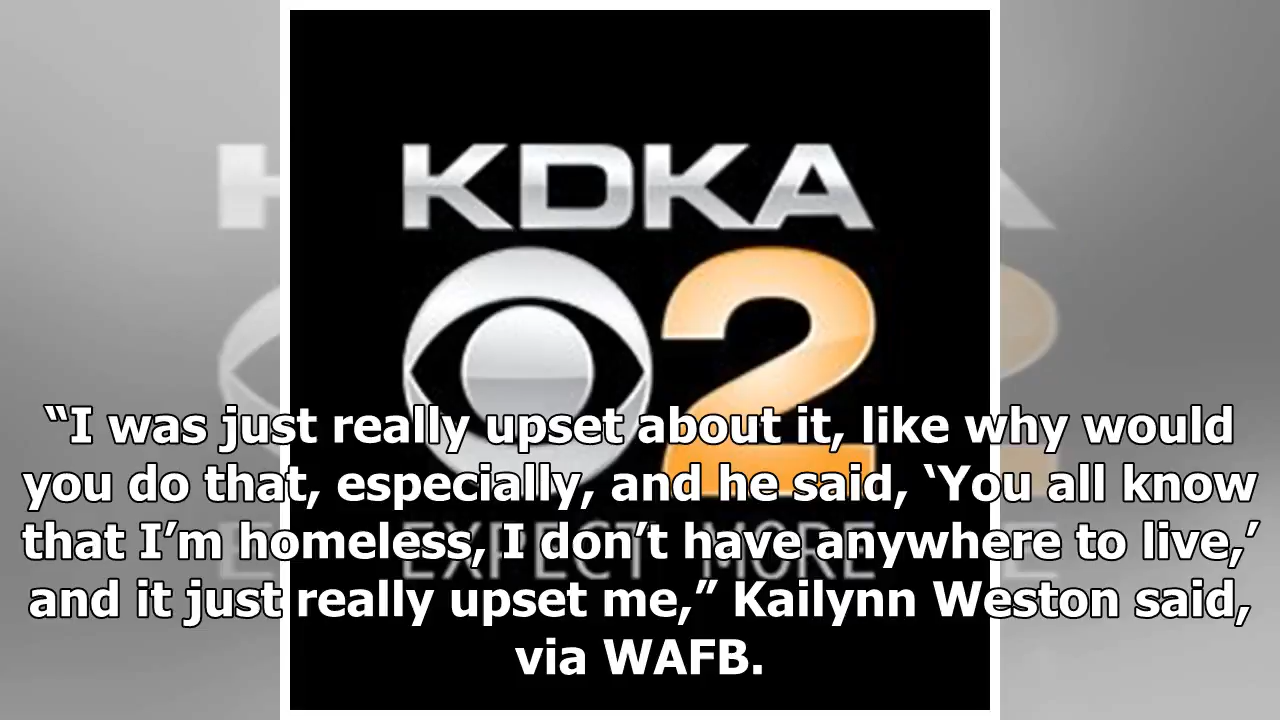 KDKA
2
“I was just really upset about it, like why would
you do that, especially, and he said, ‘You all know
that I’m homeless, I don’t have anywhere to live,’
EXPECT MORE
and it just really upset me,” Kailynn Weston said,
via WAFB.